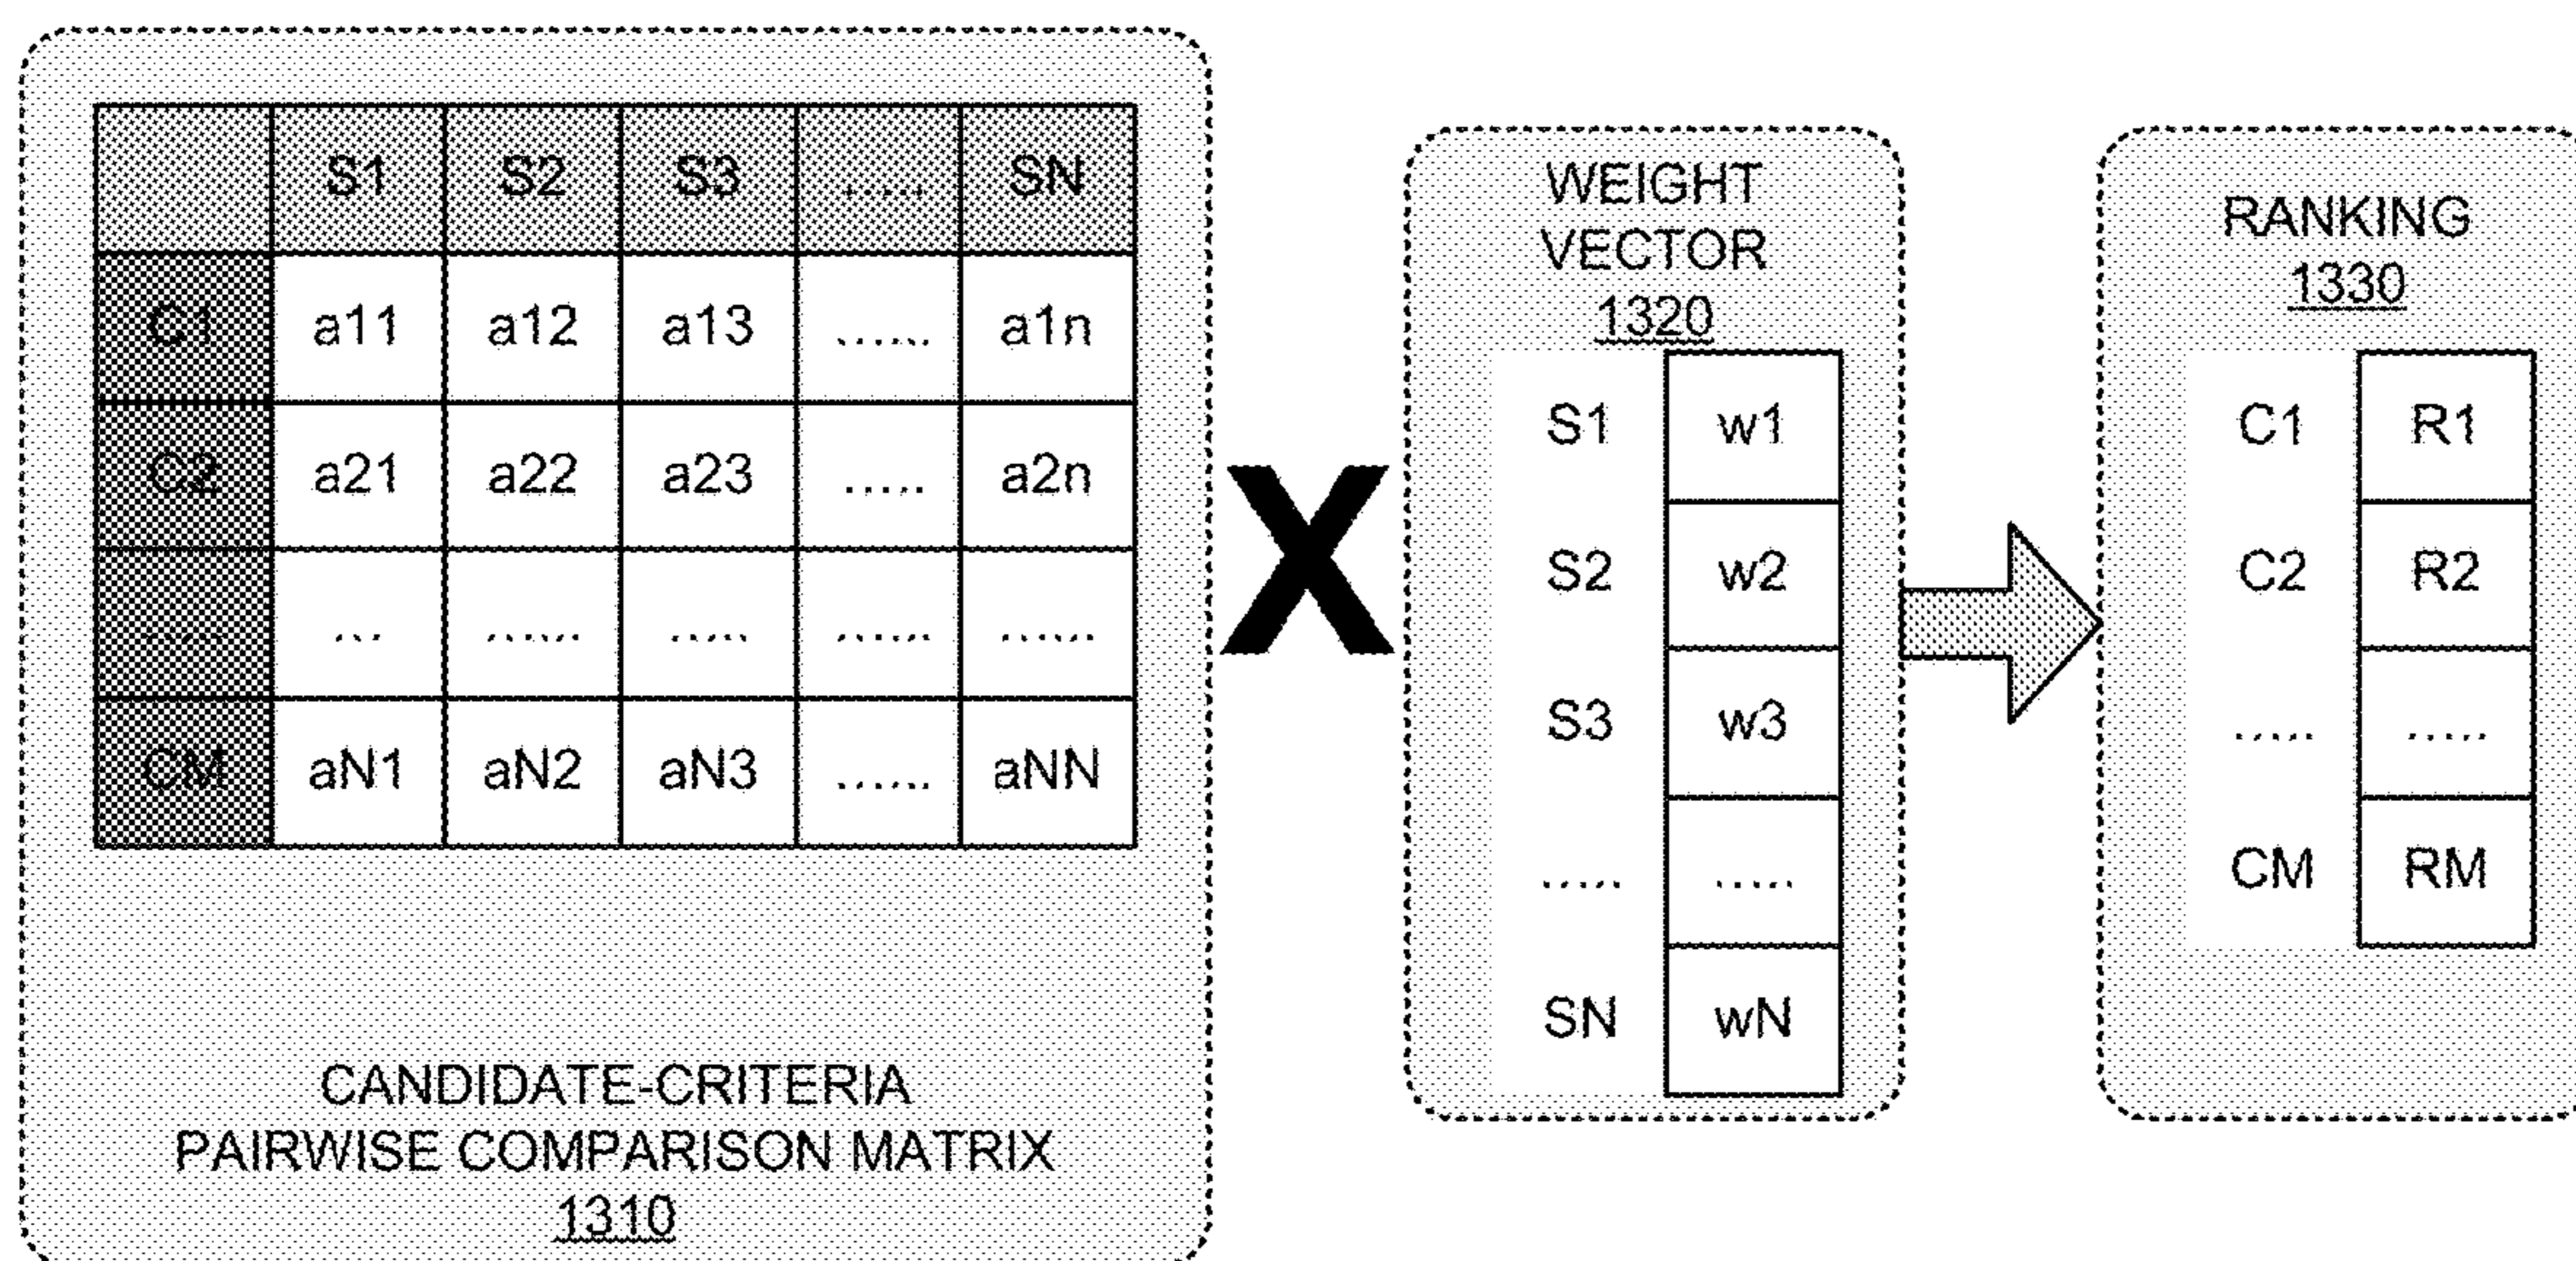 S1 S2 S3 ..... SN
C1 a11 a12 a13 ...... a1n
C2 a21 a22 a23 ..... a2n
..... ... ...... ..... ...... ......
CM aN1 aN2 aN3 ...... aNN
CANDIDATE-CRITERIA
PAIRWISE COMPARISON MATRIX
1310
X
WEIGHT
VECTOR
1320
S1 w1
S2 w2
S3 w3
..... .....
SN wN
RANKING
1330
C1 R1
C2 R2
..... .....
CM RM